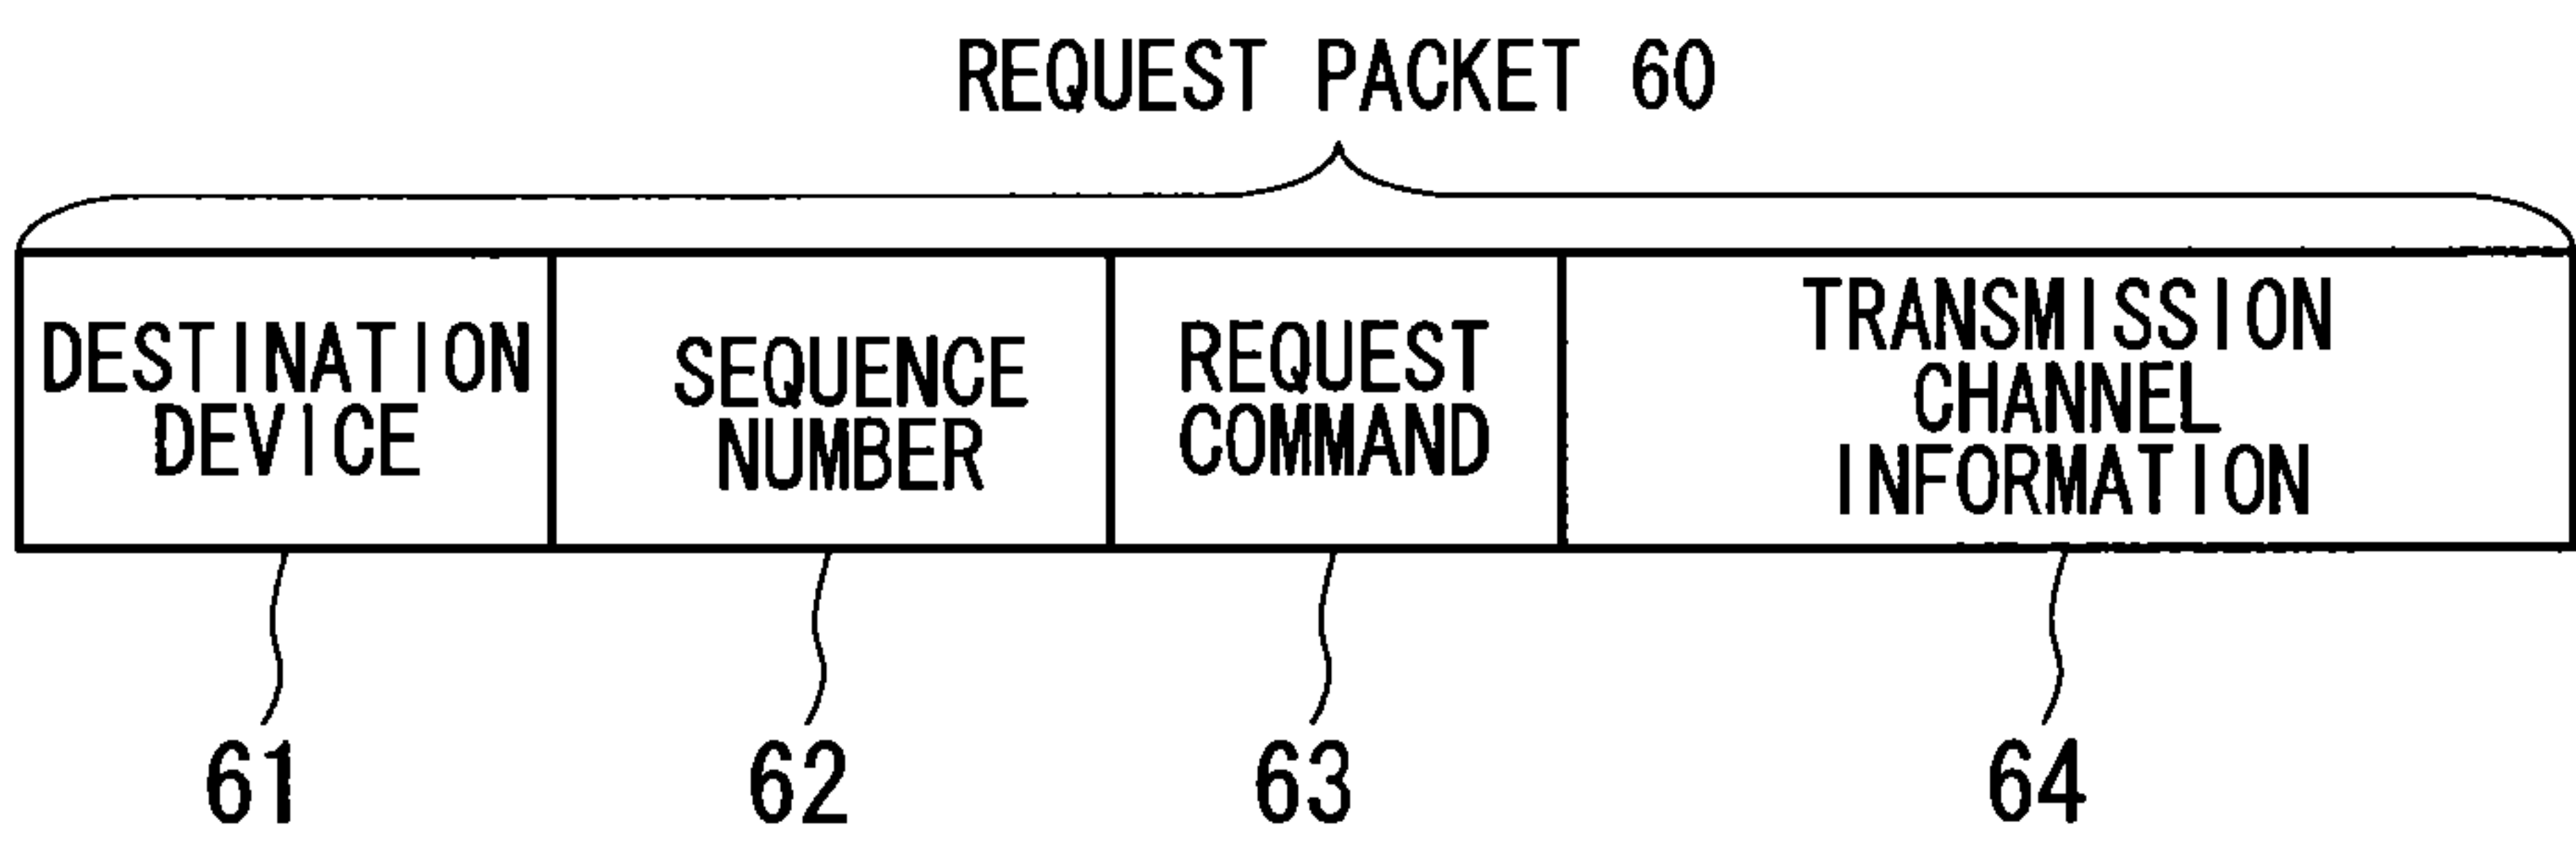 REQUEST PACKET 60
DESTINATION
DEVICE
SEQUENCE
NUMBER
REQUEST
COMMAND
TRANSMISSION
CHANNEL
INFORMATION
61
62
63
64